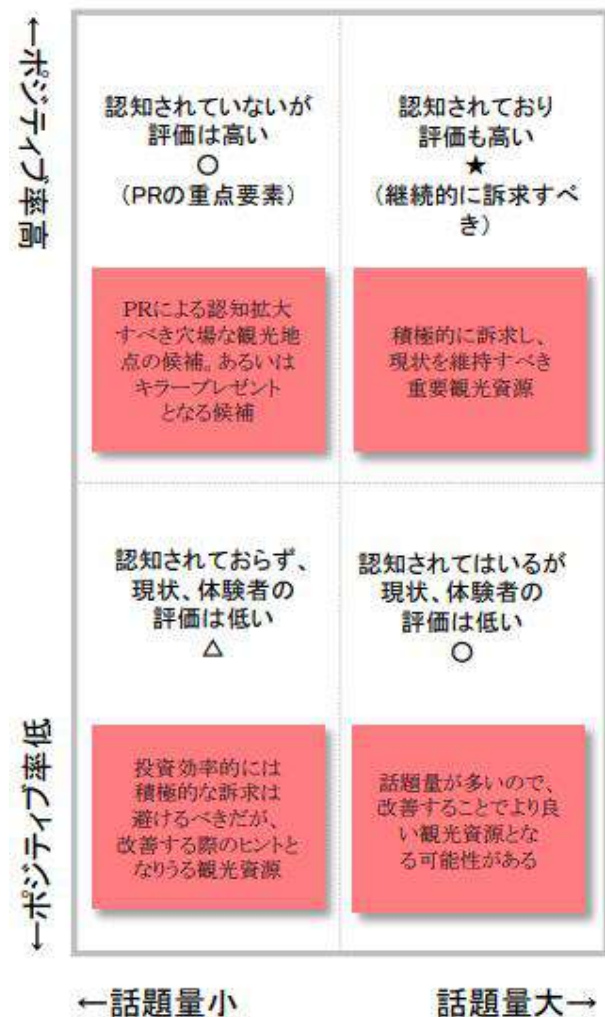 ←ポジティブ率高
認知されていないが
評価は高い
○
(PRの重点要素)
認知されており
評価も高い
★
(継続的に訴求すべ
き)
PRによる認知拡大
すべき穴場な観光地
点の候補。あるいは
キラープレゼント
となる候補
積極的に訴求し、
現状を維持すべき
重要観光資源
←ポジティブ率低
認知されておらず、
現状、体験者の
評価は低い
△
認知されてはいるが
現状、体験者の
評価は低い
○
投資効率的には
積極的な訴求は
避けるべきだが、
改善する際のヒントと
なりうる観光資源
話題量が多いので、
改善することでより良
い観光資源とな
る可能性がある
←話題量小
話題量大→